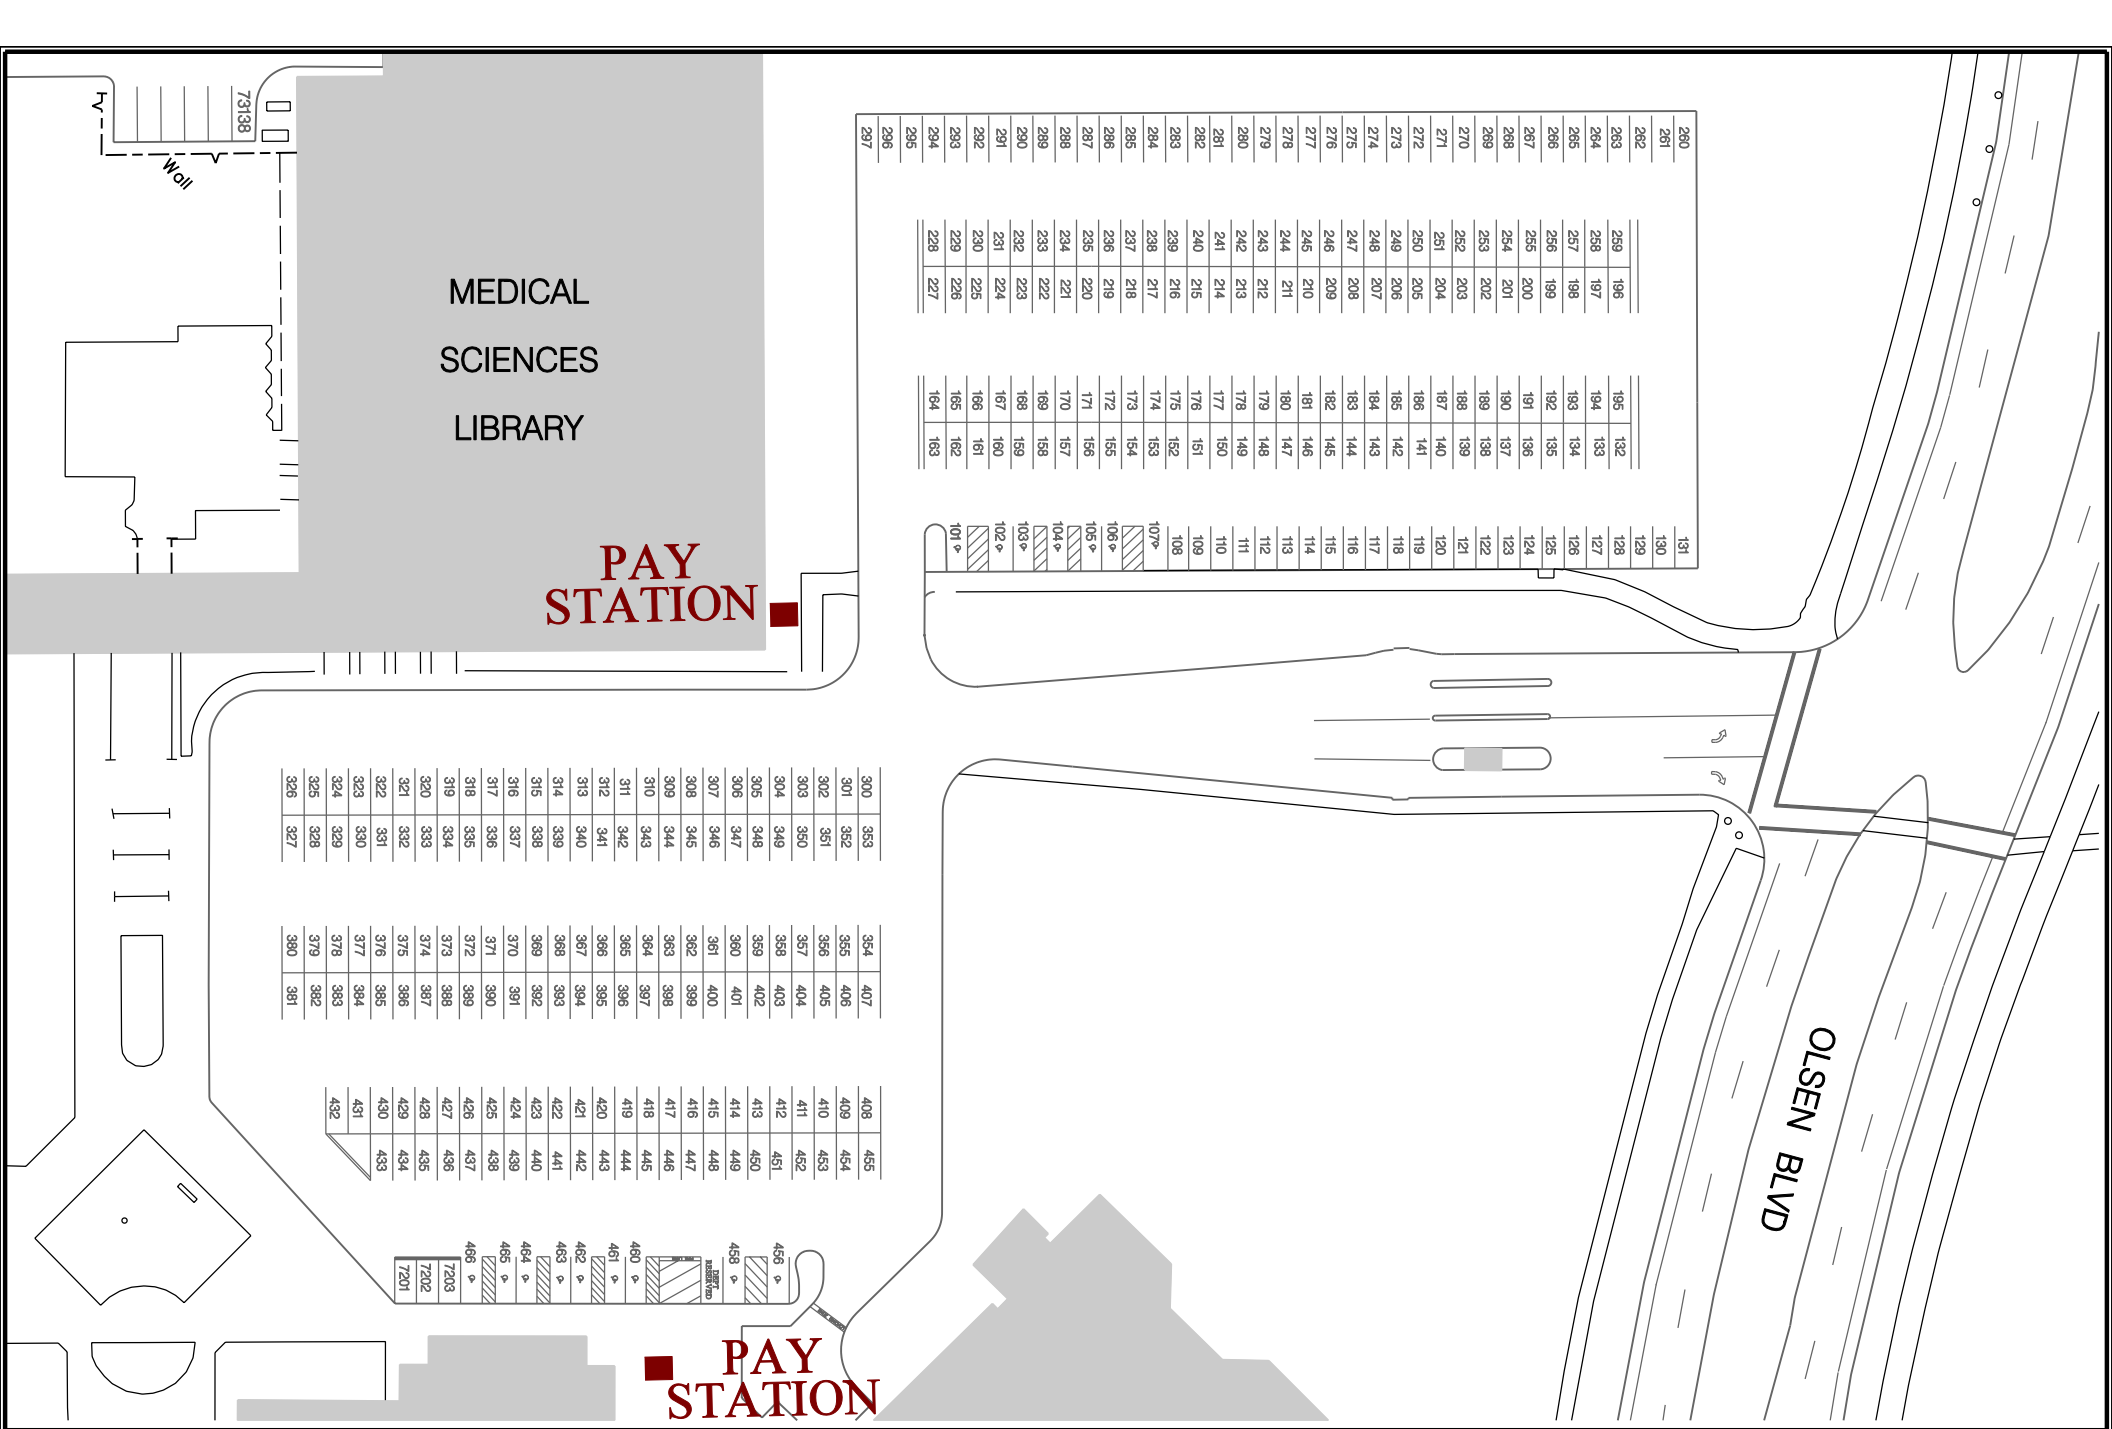 73138
Wall
297 296 295 294 293 292 291 290 289 288 287 286 285 284 283 282 281 280 279 278 277 276 275 274 273 272 271 270 269 268 267 266 265 264 263 262 261 260
228 229 230 231 232 233 234 235 236 237 238 239 240 241 242 243 244 245 246 247 248 249 250 251 252 253 254 255 256 257 258 259
227 226 225 224 223 222 221 220 219 218 217 216 215 214 213 212 211 210 209 208 207 206 205 204 203 202 201 200 199 198 197 196
MEDICAL
SCIENCES
LIBRARY
164 165 166 167 168 169 170 171 172 173 174 175 176 177 178 179 180 181 182 183 184 185 186 187 188 189 190 191 192 193 194 195
163 162 161 160 159 158 157 156 155 154 153 152 151 150 149 148 147 146 145 144 143 142 141 140 139 138 137 136 135 134 133 132
101 102 103 104 105 106 107 108 109 110 111 112 113 114 115 116 117 118 119 120 121 122 123 124 125 126 127 128 129 130 131
PAY
STATION
326 325 324 323 322 321 320 319 318 317 316 315 314 313 312 311 310 309 308 307 306 305 304 303 302 301 300
327 328 329 330 331 332 333 334 335 336 337 338 339 340 341 342 343 344 345 346 347 348 349 350 351 352 353
380 379 378 377 376 375 374 373 372 371 370 369 368 367 366 365 364 363 362 361 360 359 358 357 356 355 354
381 382 383 384 385 386 387 388 389 390 391 392 393 394 395 396 397 398 399 400 401 402 403 404 405 406 407
OLSEN BLVD
432 431 430 429 428 427 426 425 424 423 422 421 420 419 418 417 416 415 414 413 412 411 410 409 408
433 434 435 436 437 438 439 440 441 442 443 444 445 446 447 448 449 450 451 452 453 454 455
7201 7202 7203 466 465 464 463 462 461 460 DEPT RESERVED 458 456
PAY
STATION